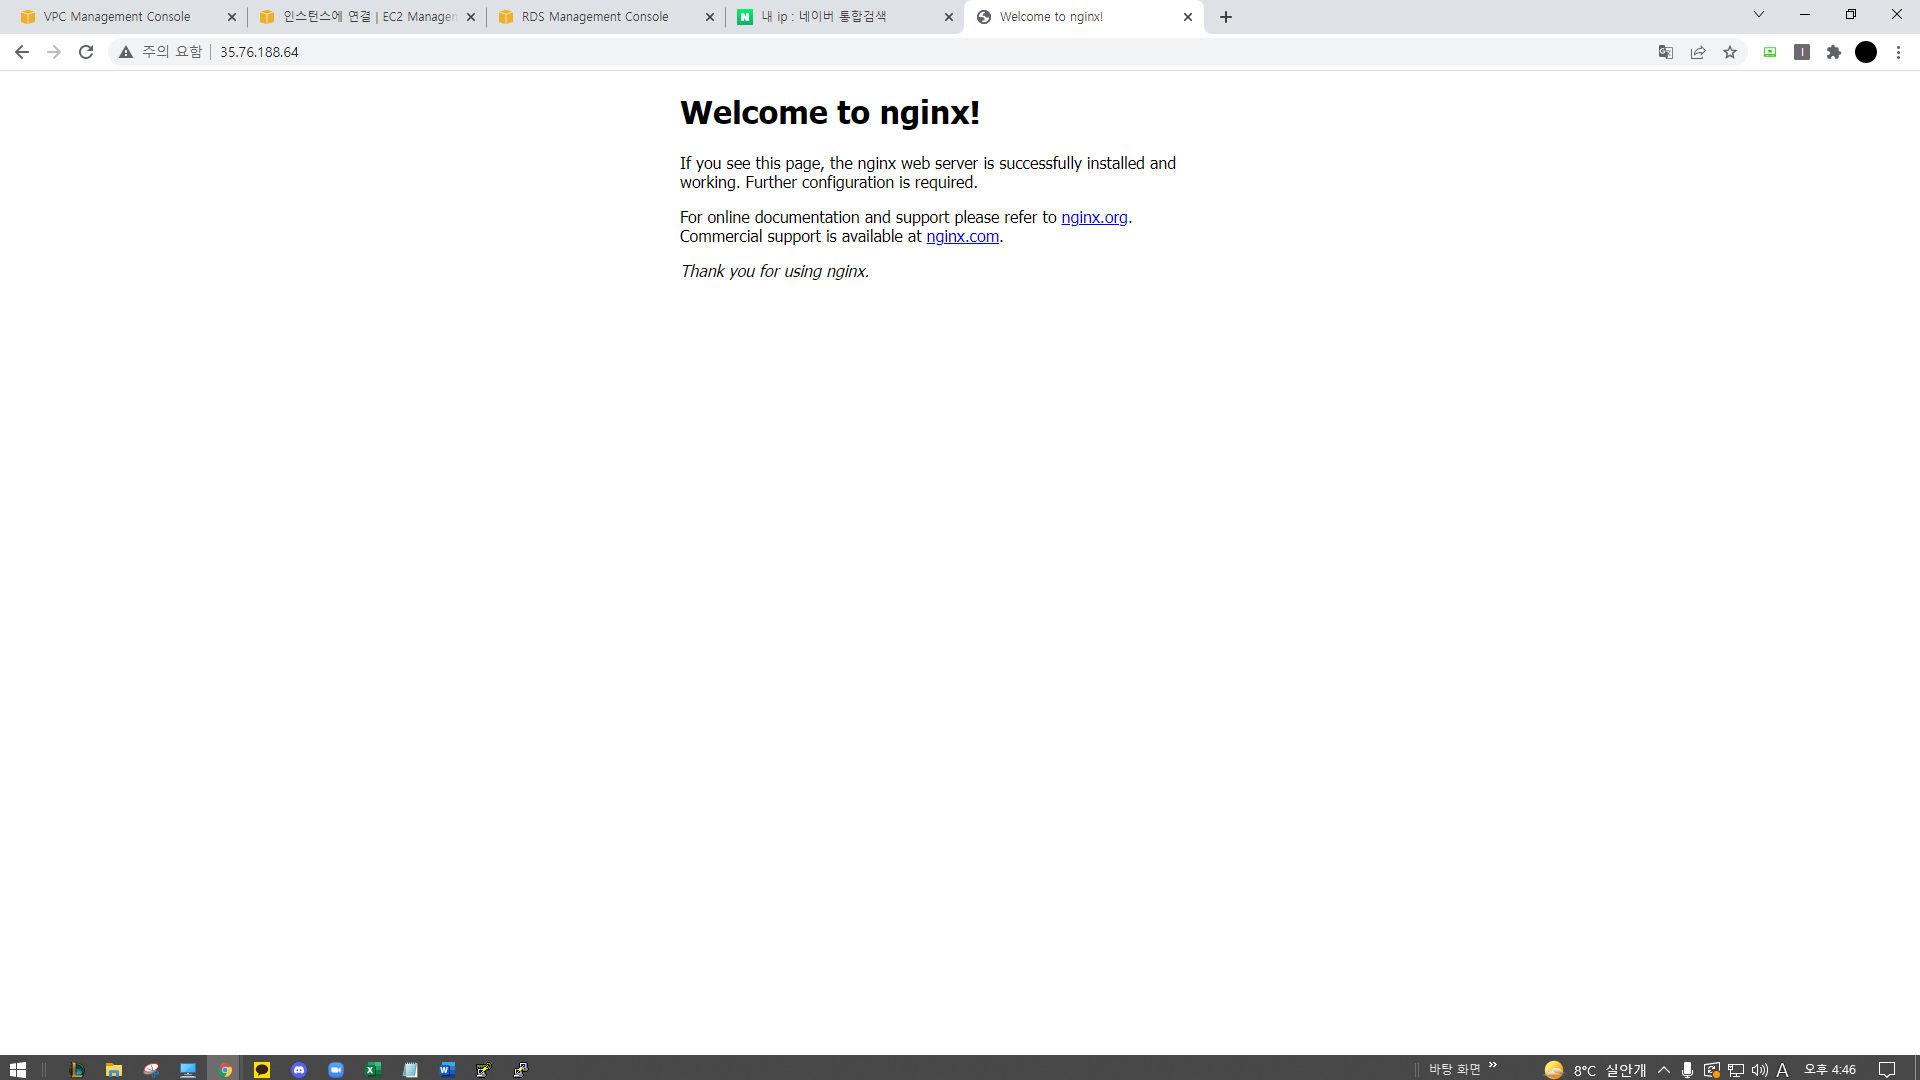 VPC Management Console
인스턴스에 연결 | EC2 Managen
RDS Management Console
내 ip : 네이버 통합검색
Welcome to nginx!
주의 요함
35.76.188.64
Welcome to nginx!
If you see this page, the nginx web server is successfully installed and
working. Further configuration is required.
For online documentation and support please refer to nginx.org.
Commercial support is available at nginx.com.
Thank you for using nginx.
바탕 화면
8°C 실안개
A
오후 4:46